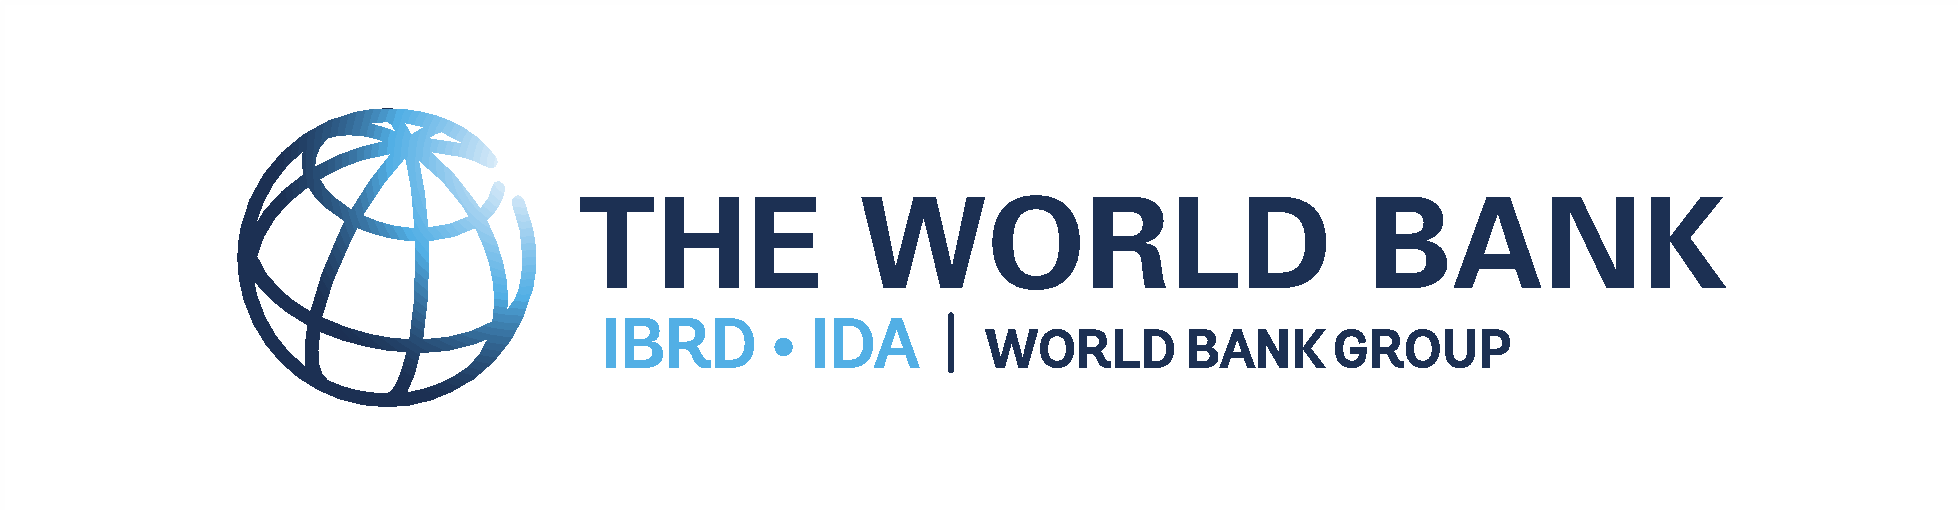 THE WORLD BANK
IBRD • IDA | WORLD BANK GROUP